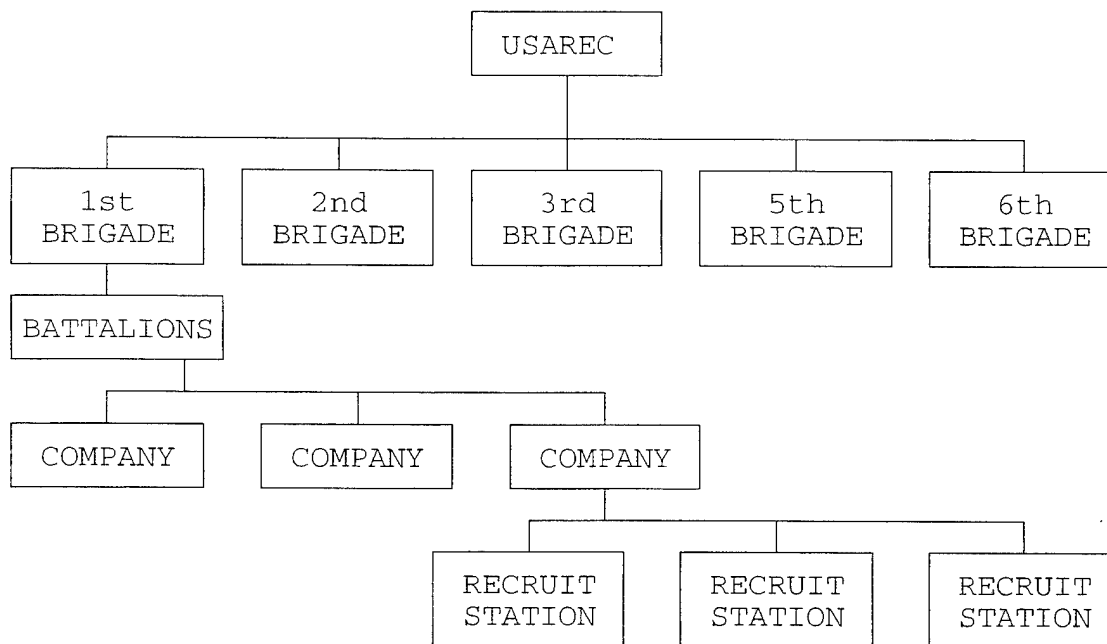 USAREC
1st
BRIGADE
2nd
BRIGADE
3rd
BRIGADE
5th
BRIGADE
6th
BRIGADE
BATTALIONS
COMPANY
COMPANY
COMPANY
RECRUIT
STATION
RECRUIT
STATION
RECRUIT
STATION